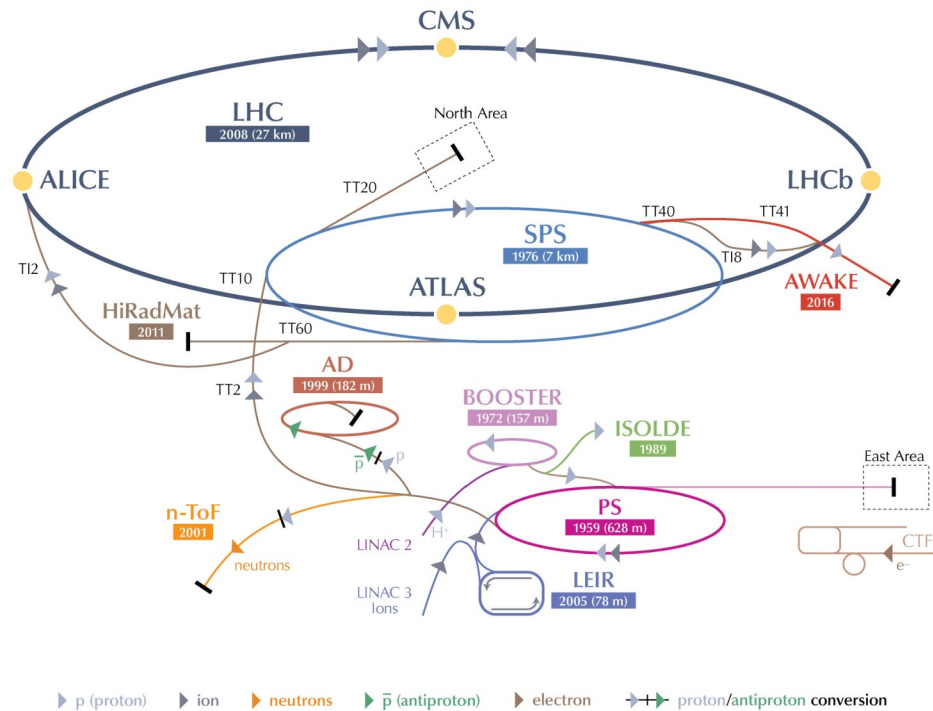 CMS
LHC
2008 (27 km)
North Area
ALICE
LHCb
TT20
TT40
TT41
SPS
1976 (7 km)
TI8
TI2
TT10
ATLAS
AWAKE
2016
HiRadMat
2011
TT60
AD
1999 (182 m)
TT2
BOOSTER
1972 (157 m)
ISOLDE
1989
p̄
p
East Area
n-ToF
2001
PS
1959 (628 m)
H⁺
LINAC 2
neutrons
CTF
e⁻
LEIR
2005 (78 m)
LINAC 3
Ions
p (proton)
ion
neutrons
p̄ (antiproton)
electron
proton/antiproton conversion